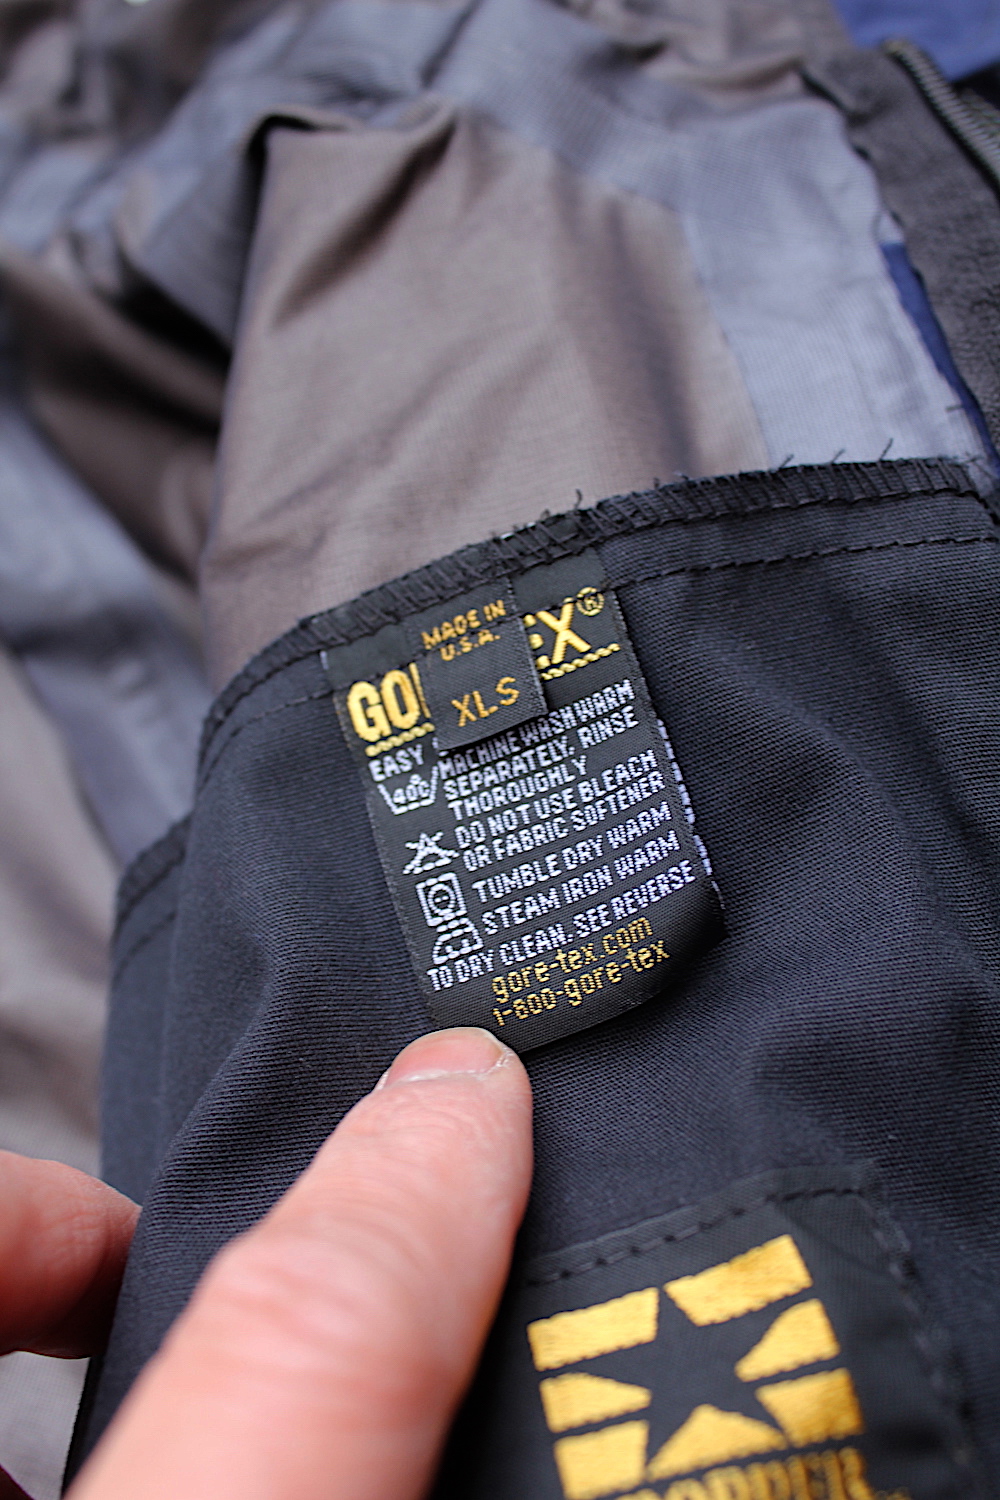 MADE IN
U.S.A.
XLS
GO EX®
EASY
40C
MACHINE WASH WARM
SEPARATELY. RINSE
THOROUGHLY
DO NOT USE BLEACH
OR FABRIC SOFTENER
TUMBLE DRY WARM
STEAM IRON WARM
TO DRY CLEAN. SEE REVERSE
gore-tex.com
1-800-gore-tex